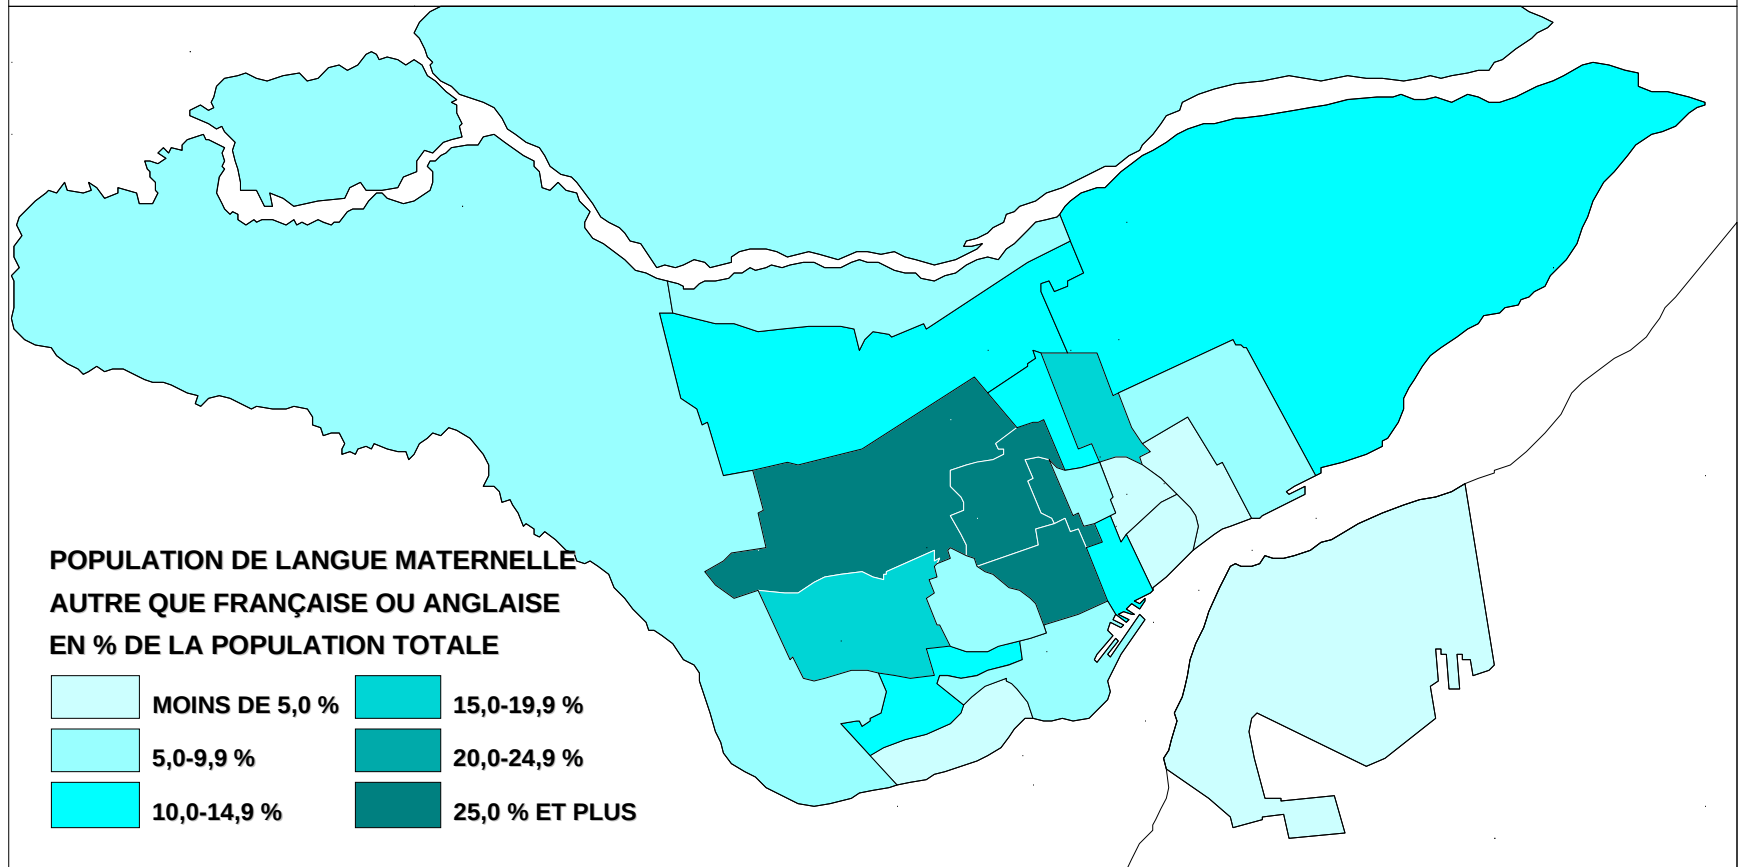 POPULATION DE LANGUE MATERNELLE
AUTRE QUE FRANÇAISE OU ANGLAISE
EN % DE LA POPULATION TOTALE
MOINS DE 5,0 %
5,0-9,9 %
10,0-14,9 %
15,0-19,9 %
20,0-24,9 %
25,0 % ET PLUS